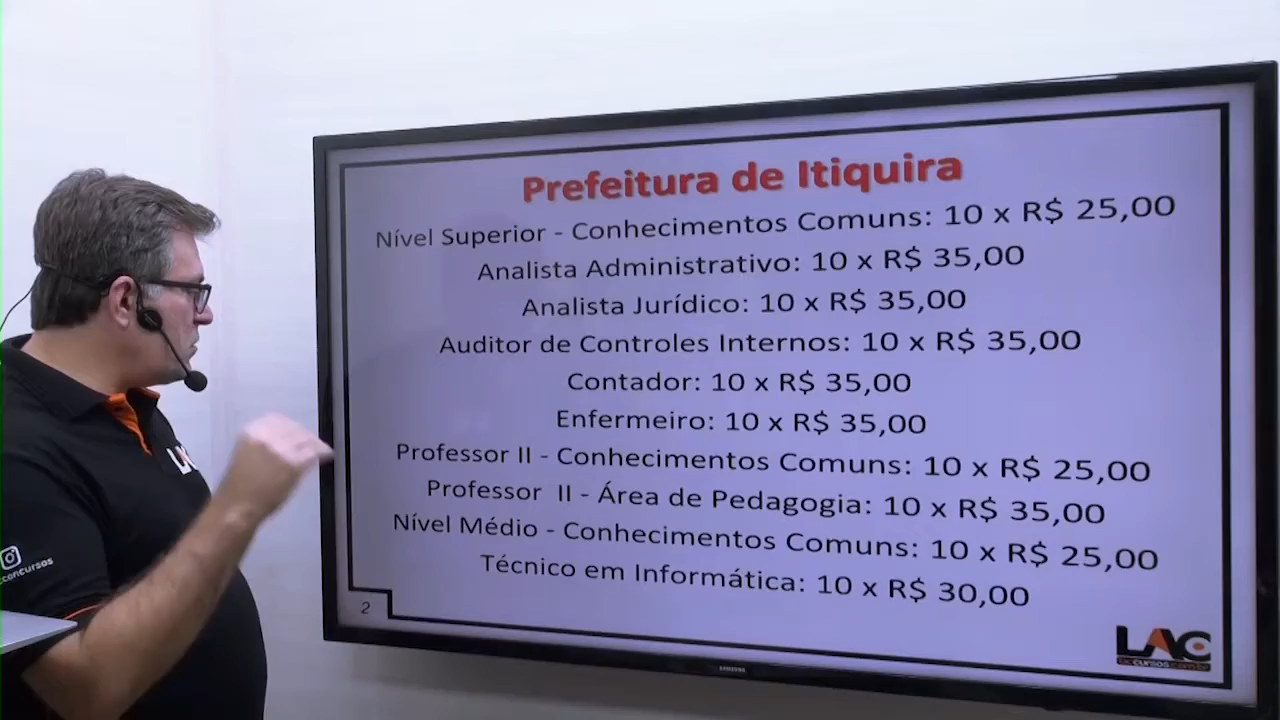 Prefeitura de Itiquira
Nível Superior - Conhecimentos Comuns: 10 x R$ 25,00
Analista Administrativo: 10 x R$ 35,00
Analista Jurídico: 10 x R$ 35,00
Auditor de Controles Internos: 10 x R$ 35,00
Contador: 10 x R$ 35,00
Enfermeiro: 10 x R$ 35,00
Professor II - Conhecimentos Comuns: 10 x R$ 25,00
Professor II - Área de Pedagogia: 10 x R$ 35,00
Nível Médio - Conhecimentos Comuns: 10 x R$ 25,00
Técnico em Informática: 10 x R$ 30,00
2
LAC
SAMSUNG